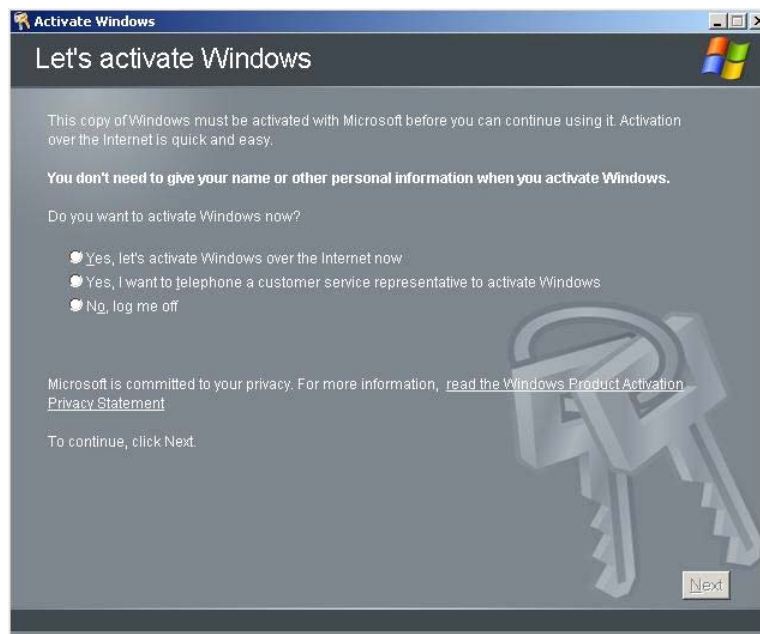 Activate Windows
Let's activate Windows
This copy of Windows must be activated with Microsoft before you can continue using it. Activation
over the Internet is quick and easy.
You don't need to give your name or other personal information when you activate Windows.
Do you want to activate Windows now?
Yes, let's activate Windows over the Internet now
Yes, I want to telephone a customer service representative to activate Windows
No, log me off
Microsoft is committed to your privacy. For more information, read the Windows Product Activation
Privacy Statement
To continue, click Next.
Next